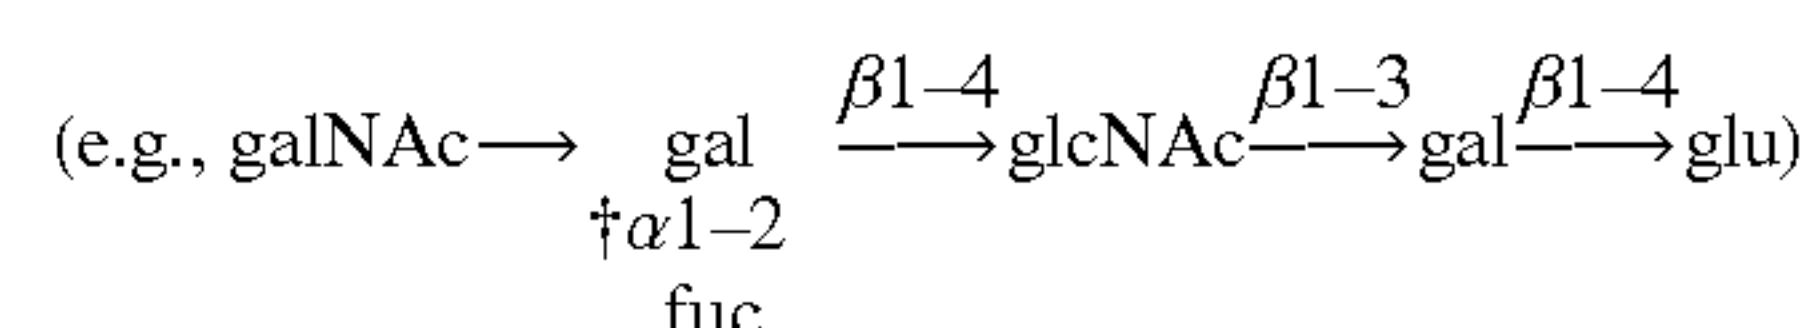 β1–4 β1–3 β1–4
(e.g., galNAc⟶ gal ⟶glcNAc⟶gal⟶glu)
†α1–2
fuc